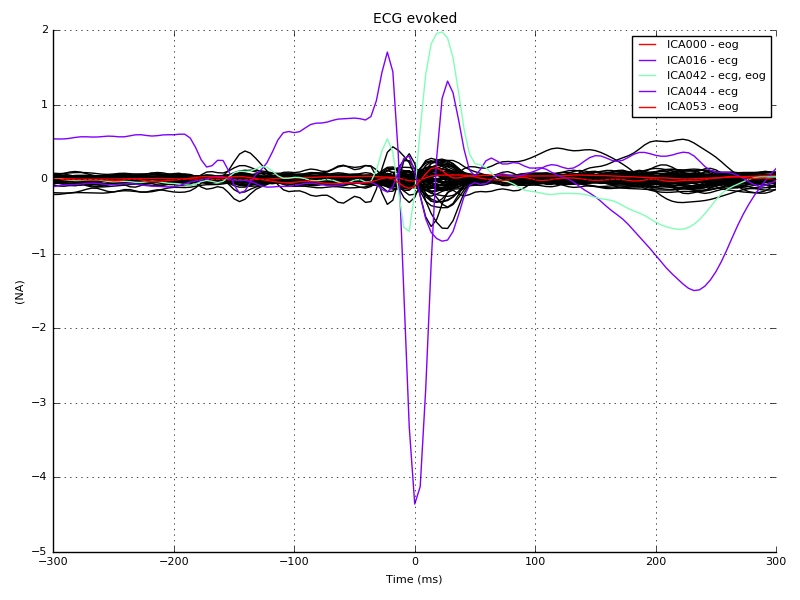 ECG evoked
ICA000 - eog
ICA016 - ecg
ICA042 - ecg, eog
ICA044 - ecg
ICA053 - eog
2
1
0
−1
−2
−3
−4
−5
(NA)
−300 −200 −100 0 100 200 300
Time (ms)